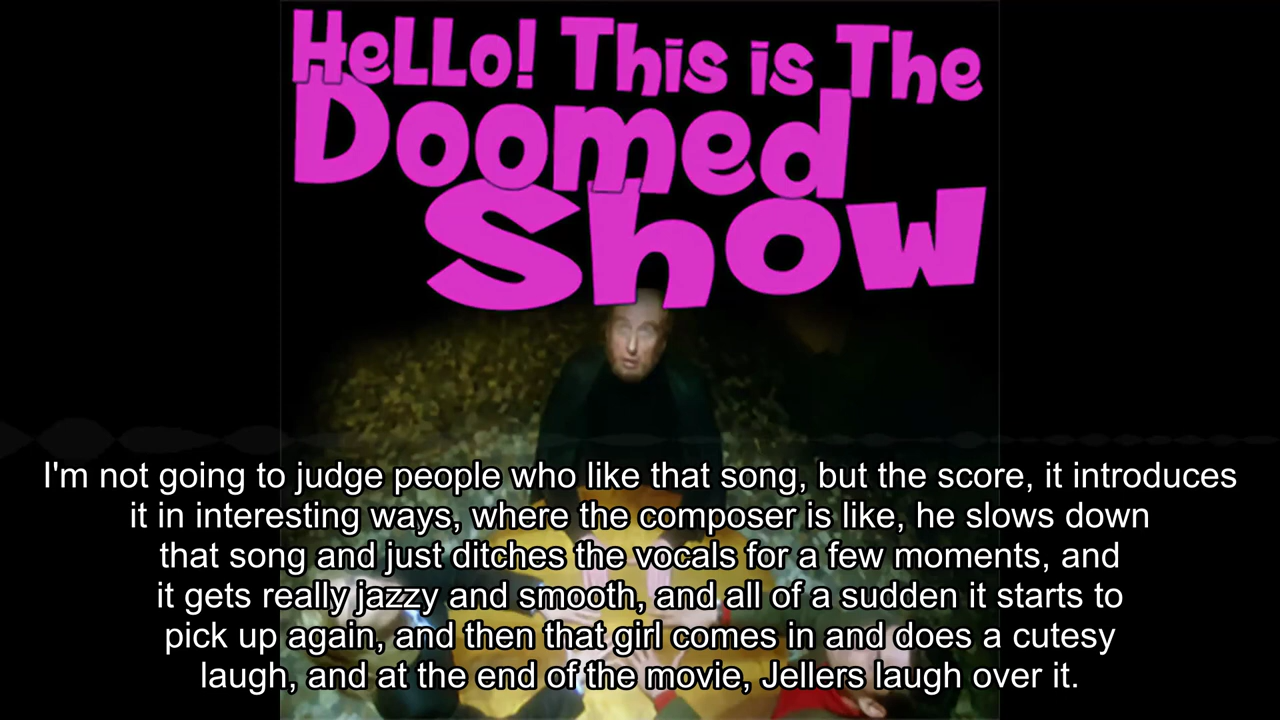 HeLLo! This is The
Doomed
Show
I'm not going to judge people who like that song, but the score, it introduces
it in interesting ways, where the composer is like, he slows down
that song and just ditches the vocals for a few moments, and
it gets really jazzy and smooth, and all of a sudden it starts to
pick up again, and then that girl comes in and does a cutesy
laugh, and at the end of the movie, Jellers laugh over it.